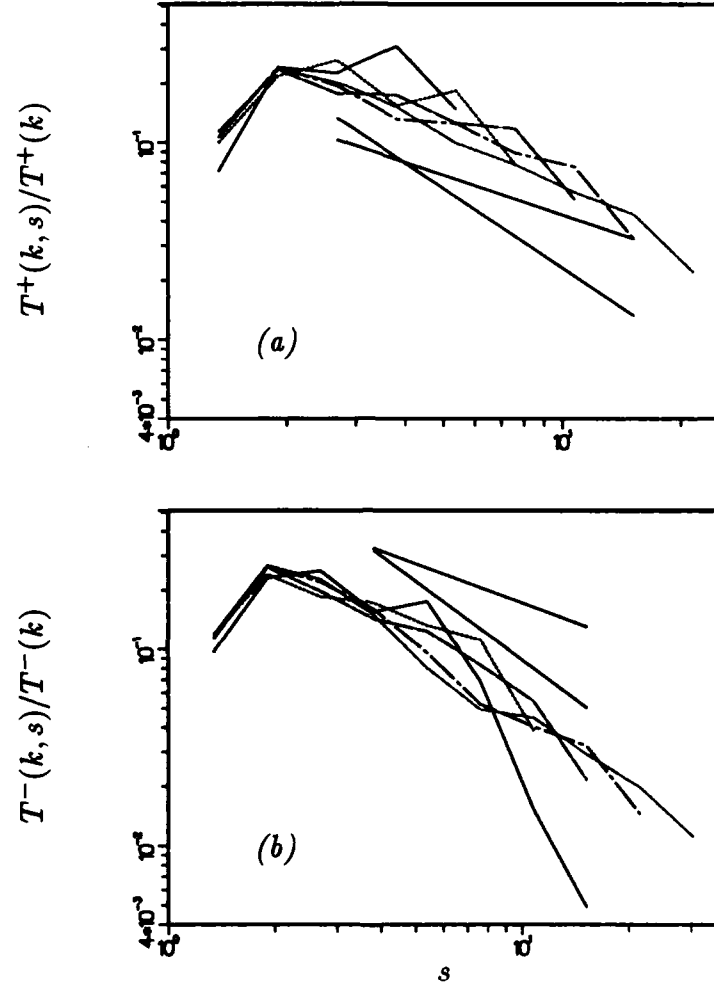 T⁺(k, s)/T⁺(k)
10⁻¹
10⁻²
4*10⁻³
10⁰
10¹
(a)
T⁻(k, s)/T⁻(k)
10⁻¹
10⁻²
4*10⁻³
10⁰
10¹
(b)
s